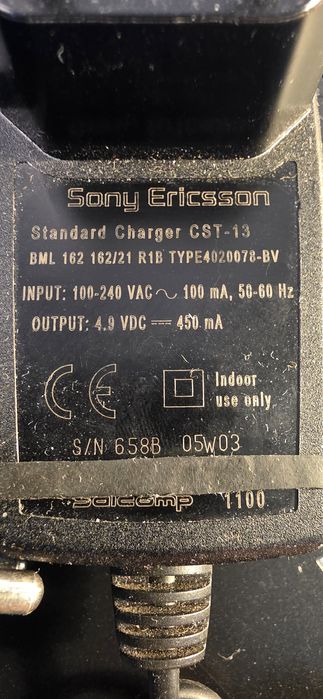 Sony Ericsson
Standard Charger CST-13
BML 162 162/21 R1B TYPE4020078-BV
INPUT: 100-240 VAC ~ 100 mA, 50-60 Hz
OUTPUT: 4.9 VDC ⎓ 450 mA
CE
Indoor
use only
S/N 658B 05W03
Salcomp 1100